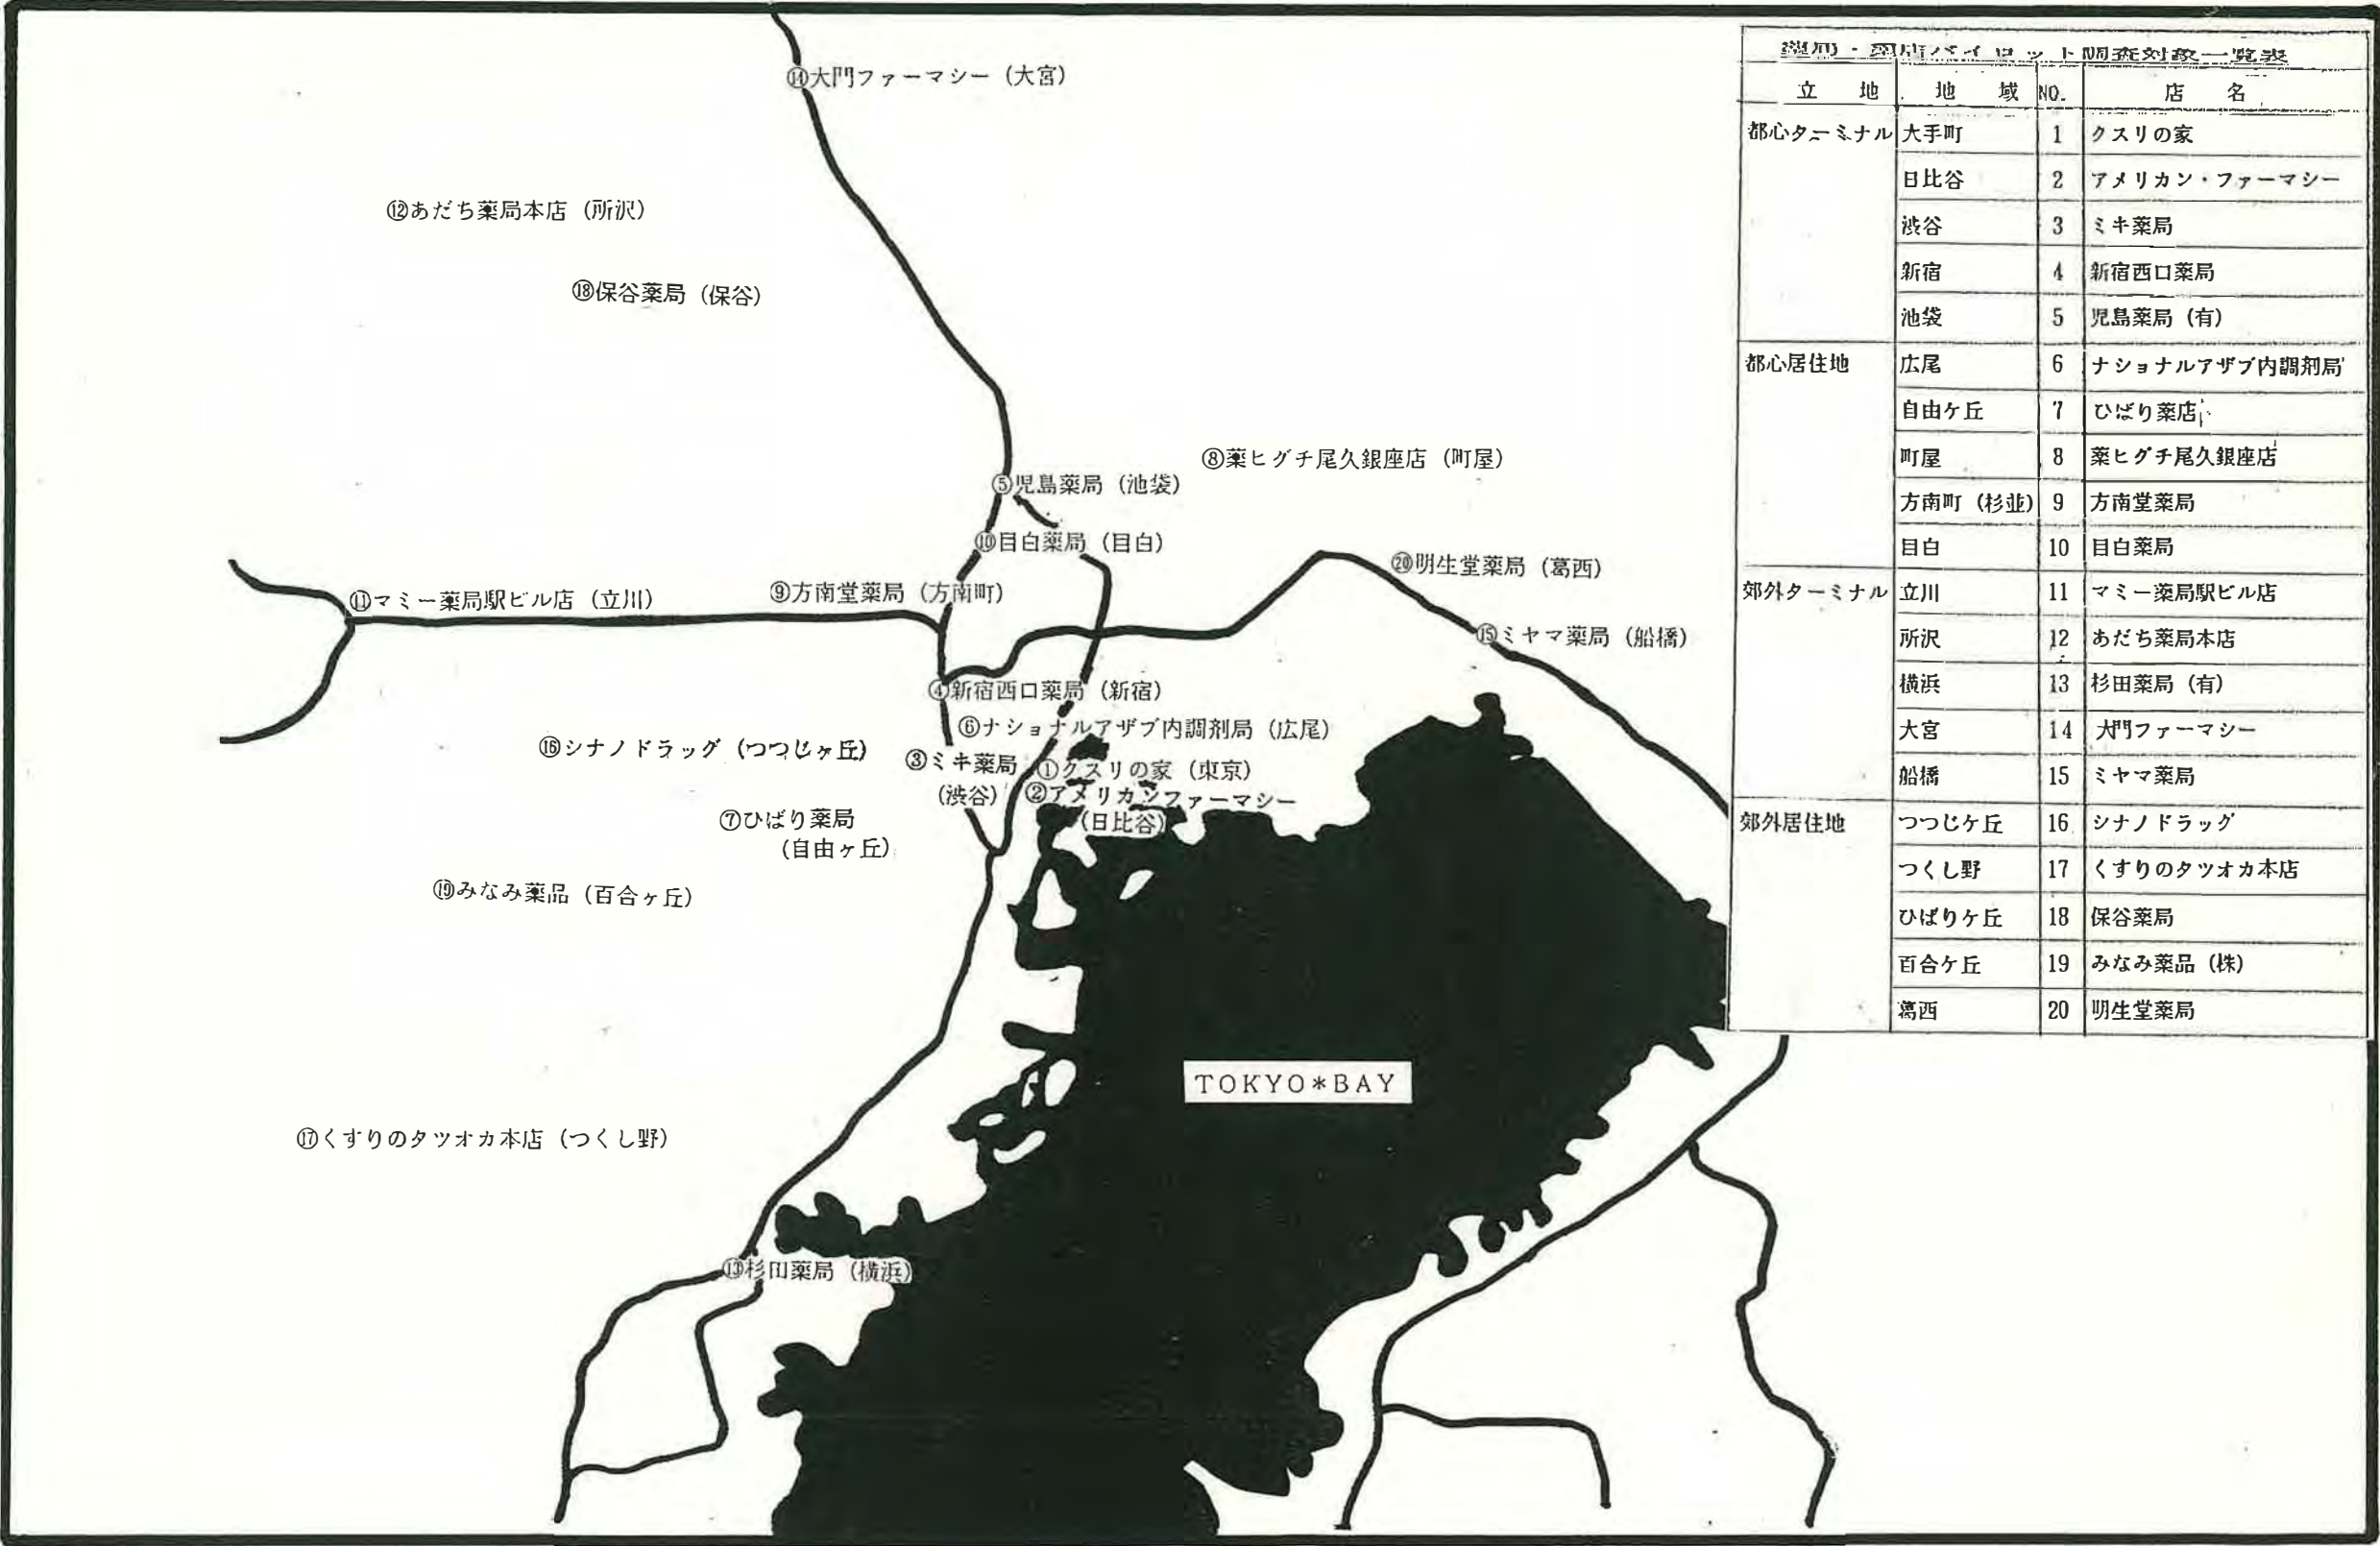 ⑭大門ファーマシー（大宮）
⑫あだち薬局本店（所沢）
⑱保谷薬局（保谷）
⑧薬ヒグチ尾久銀座店（町屋）
⑤児島薬局（池袋）
⑩目白薬局（目白）
⑳明生堂薬局（葛西）
⑨方南堂薬局（方南町）
⑪マミー薬局駅ビル店（立川）
⑮ミヤマ薬局（船橋）
④新宿西口薬局（新宿）
⑥ナショナルアザブ内調剤局（広尾）
⑯シナノドラッグ（つつじヶ丘）
③ミキ薬局
（渋谷）
①クスリの家（東京）
②アメリカンファーマシー
（日比谷）
⑦ひばり薬局
（自由ヶ丘）
⑲みなみ薬品（百合ヶ丘）
TOKYO*BAY
⑰くすりのタツオカ本店（つくし野）
⑬杉田薬局（横浜）
薬局・薬店パイロット調査対象一覧表
立地 地域 NO. 店名
都心ターミナル 大手町 1 クスリの家
日比谷 2 アメリカン・ファーマシー
渋谷 3 ミキ薬局
新宿 4 新宿西口薬局
池袋 5 児島薬局（有）
都心居住地 広尾 6 ナショナルアザブ内調剤局
自由ケ丘 7 ひばり薬店
町屋 8 薬ヒグチ尾久銀座店
方南町（杉並） 9 方南堂薬局
目白 10 目白薬局
郊外ターミナル 立川 11 マミー薬局駅ビル店
所沢 12 あだち薬局本店
横浜 13 杉田薬局（有）
大宮 14 大門ファーマシー
船橋 15 ミヤマ薬局
郊外居住地 つつじケ丘 16 シナノドラッグ
つくし野 17 くすりのタツオカ本店
ひばりケ丘 18 保谷薬局
百合ケ丘 19 みなみ薬品（株）
葛西 20 明生堂薬局